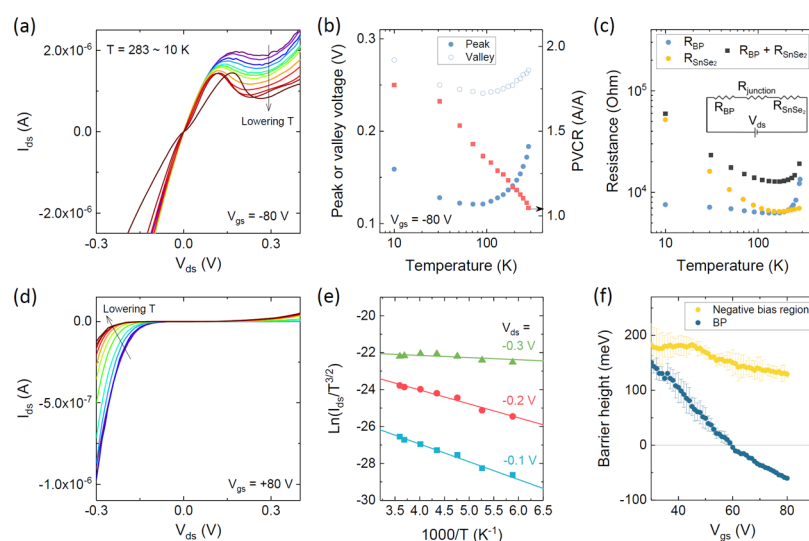 (a)
2.0x10⁻⁶
0.0
-2.0x10⁻⁶
I_ds (A)
T = 283 ~ 10 K
Lowering T
V_gs = -80 V
-0.3
0.0
0.3
V_ds (V)
(b)
0.3
0.2
0.1
Peak or valley voltage (V)
Peak
Valley
V_gs = -80 V
2.0
1.5
1.0
PVCR (A/A)
10
100
Temperature (K)
(c)
R_BP
R_SnSe₂
R_BP + R_SnSe₂
10⁵
10⁴
Resistance (Ohm)
R_junction
R_BP
R_SnSe₂
V_ds
10
100
Temperature (K)
(d)
Lowering T
0.0
-5.0x10⁻⁷
-1.0x10⁻⁶
I_ds (A)
V_gs = +80 V
-0.3
0.0
0.3
V_ds (V)
(e)
-20
-22
-24
-26
-28
-30
Ln(I_ds/T^3/2)
V_ds =
-0.3 V
-0.2 V
-0.1 V
3.5
4.0
4.5
5.0
5.5
6.0
6.5
1000/T (K⁻¹)
(f)
Negative bias region
BP
200
100
0
-100
Barrier height (meV)
40
60
80
V_gs (V)